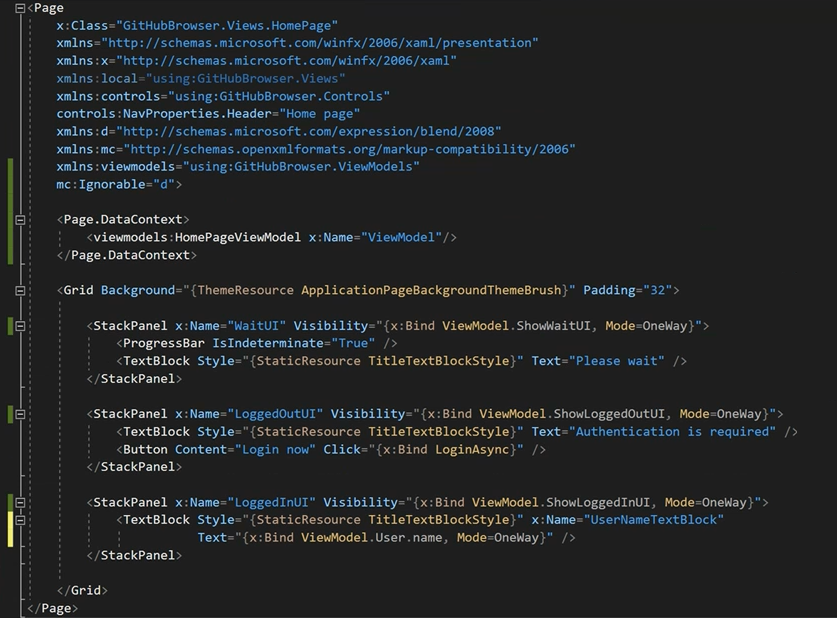 <Page
x:Class="GitHubBrowser.Views.HomePage"
xmlns="http://schemas.microsoft.com/winfx/2006/xaml/presentation"
xmlns:x="http://schemas.microsoft.com/winfx/2006/xaml"
xmlns:local="using:GitHubBrowser.Views"
xmlns:controls="using:GitHubBrowser.Controls"
controls:NavProperties.Header="Home page"
xmlns:d="http://schemas.microsoft.com/expression/blend/2008"
xmlns:mc="http://schemas.openxmlformats.org/markup-compatibility/2006"
xmlns:viewmodels="using:GitHubBrowser.ViewModels"
mc:Ignorable="d">
<Page.DataContext>
<viewmodels:HomePageViewModel x:Name="ViewModel"/>
</Page.DataContext>
<Grid Background="{ThemeResource ApplicationPageBackgroundThemeBrush}" Padding="32">
<StackPanel x:Name="WaitUI" Visibility="{x:Bind ViewModel.ShowWaitUI, Mode=OneWay}">
<ProgressBar IsIndeterminate="True" />
<TextBlock Style="{StaticResource TitleTextBlockStyle}" Text="Please wait" />
</StackPanel>
<StackPanel x:Name="LoggedOutUI" Visibility="{x:Bind ViewModel.ShowLoggedOutUI, Mode=OneWay}">
<TextBlock Style="{StaticResource TitleTextBlockStyle}" Text="Authentication is required" />
<Button Content="Login now" Click="{x:Bind LoginAsync}" />
</StackPanel>
<StackPanel x:Name="LoggedInUI" Visibility="{x:Bind ViewModel.ShowLoggedInUI, Mode=OneWay}">
<TextBlock Style="{StaticResource TitleTextBlockStyle}" x:Name="UserNameTextBlock"
Text="{x:Bind ViewModel.User.name, Mode=OneWay}" />
</StackPanel>
</Grid>
</Page>